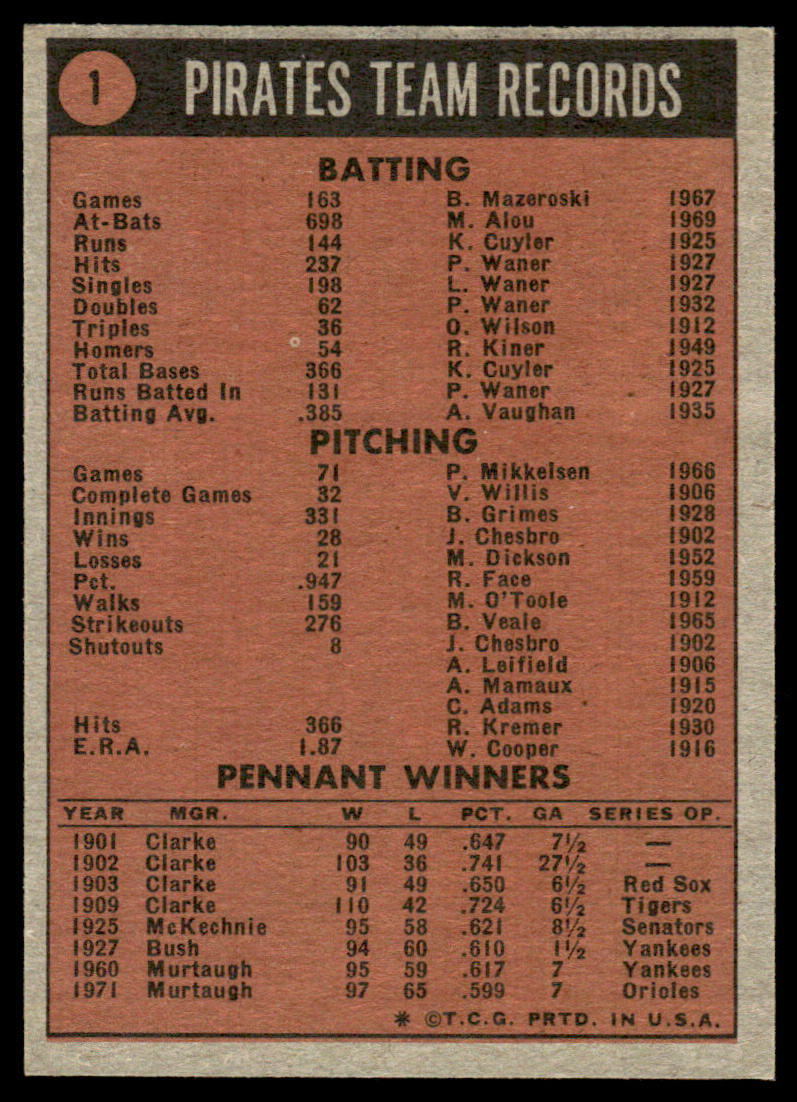 1 PIRATES TEAM RECORDS
BATTING
Games 163 B. Mazeroski 1967
At-Bats 698 M. Alou 1969
Runs 144 K. Cuyler 1925
Hits 237 P. Waner 1927
Singles 198 L. Waner 1927
Doubles 62 P. Waner 1932
Triples 36 O. Wilson 1912
Homers 54 R. Kiner 1949
Total Bases 366 K. Cuyler 1925
Runs Batted In 131 P. Waner 1927
Batting Avg. .385 A. Vaughan 1935
PITCHING
Games 71 P. Mikkelsen 1966
Complete Games 32 V. Willis 1906
Innings 331 B. Grimes 1928
Wins 28 J. Chesbro 1902
Losses 21 M. Dickson 1952
Pct. .947 R. Face 1959
Walks 159 M. O'Toole 1912
Strikeouts 276 B. Veale 1965
Shutouts 8 J. Chesbro 1902
A. Leifield 1906
A. Mamaux 1915
C. Adams 1920
Hits 366 R. Kremer 1930
E.R.A. 1.87 W. Cooper 1916
PENNANT WINNERS
YEAR MGR. W L PCT. GA SERIES OP.
1901 Clarke 90 49 .647 7½ —
1902 Clarke 103 36 .741 27½ —
1903 Clarke 91 49 .650 6½ Red Sox
1909 Clarke 110 42 .724 6½ Tigers
1925 McKechnie 95 58 .621 8½ Senators
1927 Bush 94 60 .610 1½ Yankees
1960 Murtaugh 95 59 .617 7 Yankees
1971 Murtaugh 97 65 .599 7 Orioles
* ©T.C.G. PRTD. IN U.S.A.